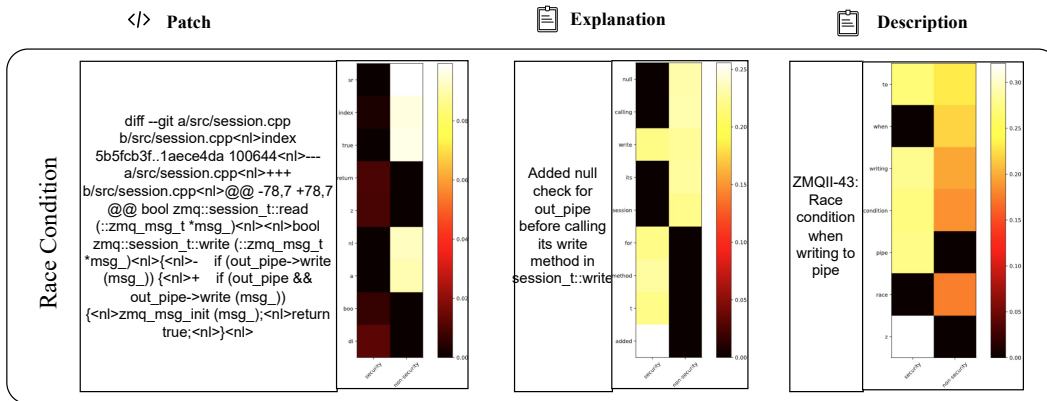 </> Patch
Explanation
Description
Race Condition
diff --git a/src/session.cpp
b/src/session.cpp<nl>index
5b5fcb3f..1aece4da 100644<nl>---
a/src/session.cpp<nl>+++
b/src/session.cpp<nl>@@ -78,7 +78,7
@@ bool zmq::session_t::read
(::zmq_msg_t *msg_)<nl><nl>bool
zmq::session_t::write (::zmq_msg_t
*msg_)<nl>{<nl>-    if (out_pipe->write
(msg_)) {<nl>+    if (out_pipe &&
out_pipe->write (msg_))
{<nl>zmq_msg_init (msg_);<nl>return
true;<nl>}<nl>
sr
index
true
return
z
nl
a
boo
di
security
non security
0.08
0.06
0.04
0.02
0.00
Added null
check for
out_pipe
before calling
its write
method in
session_t::write
null
calling
write
its
session
for
method
t
added
security
non security
0.25
0.20
0.15
0.10
0.05
0.00
ZMQII-43:
Race
condition
when
writing to
pipe
to
when
writing
condition
pipe
race
z
security
non security
0.30
0.25
0.20
0.15
0.10
0.05
0.00